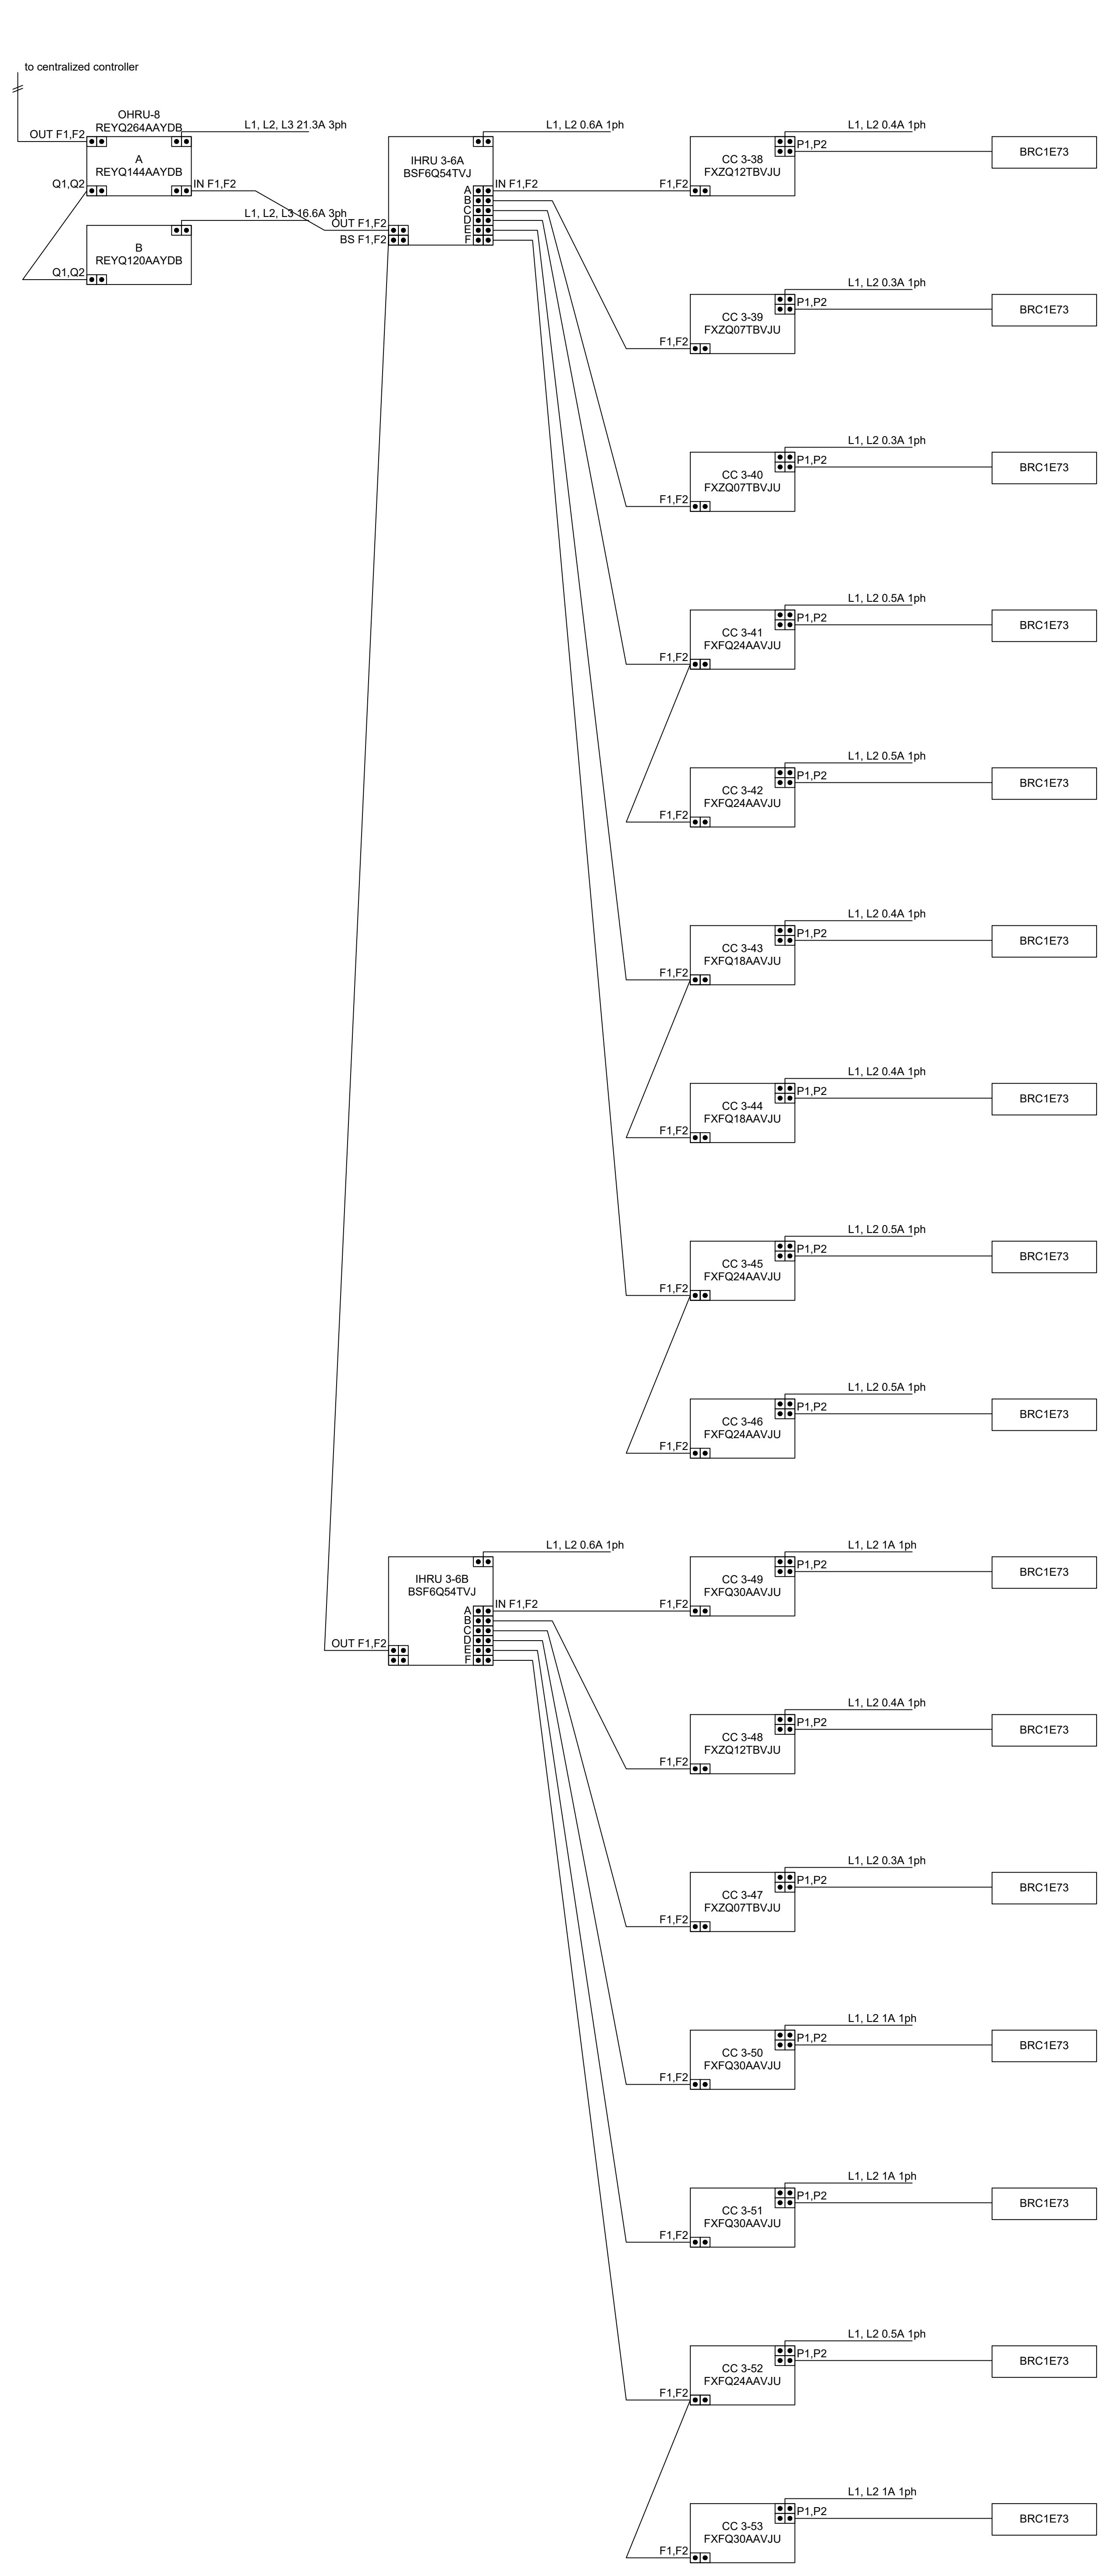 to centralized controller
OHRU-8
REYQ264AAYDB
OUT F1,F2
L1, L2, L3 21.3A 3ph
A
REYQ144AAYDB
Q1,Q2
IN F1,F2
L1, L2, L3 16.6A 3ph
B
REYQ120AAYDB
Q1,Q2
L1, L2 0.6A 1ph
IHRU 3-6A
BSF6Q54TVJ
A
IN F1,F2
B
C
D
E
F
OUT F1,F2
BS F1,F2
L1, L2 0.4A 1ph
P1,P2
BRC1E73
CC 3-38
FXZQ12TBVJU
F1,F2
L1, L2 0.3A 1ph
P1,P2
BRC1E73
CC 3-39
FXZQ07TBVJU
F1,F2
L1, L2 0.3A 1ph
P1,P2
BRC1E73
CC 3-40
FXZQ07TBVJU
F1,F2
L1, L2 0.5A 1ph
P1,P2
BRC1E73
CC 3-41
FXFQ24AAVJU
F1,F2
L1, L2 0.5A 1ph
P1,P2
BRC1E73
CC 3-42
FXFQ24AAVJU
F1,F2
L1, L2 0.4A 1ph
P1,P2
BRC1E73
CC 3-43
FXFQ18AAVJU
F1,F2
L1, L2 0.4A 1ph
P1,P2
BRC1E73
CC 3-44
FXFQ18AAVJU
F1,F2
L1, L2 0.5A 1ph
P1,P2
BRC1E73
CC 3-45
FXFQ24AAVJU
F1,F2
L1, L2 0.5A 1ph
P1,P2
BRC1E73
CC 3-46
FXFQ24AAVJU
F1,F2
L1, L2 0.6A 1ph
IHRU 3-6B
BSF6Q54TVJ
A
IN F1,F2
B
C
D
E
F
OUT F1,F2
L1, L2 1A 1ph
P1,P2
BRC1E73
CC 3-49
FXFQ30AAVJU
F1,F2
L1, L2 0.4A 1ph
P1,P2
BRC1E73
CC 3-48
FXZQ12TBVJU
F1,F2
L1, L2 0.3A 1ph
P1,P2
BRC1E73
CC 3-47
FXZQ07TBVJU
F1,F2
L1, L2 1A 1ph
P1,P2
BRC1E73
CC 3-50
FXFQ30AAVJU
F1,F2
L1, L2 1A 1ph
P1,P2
BRC1E73
CC 3-51
FXFQ30AAVJU
F1,F2
L1, L2 0.5A 1ph
P1,P2
BRC1E73
CC 3-52
FXFQ24AAVJU
F1,F2
L1, L2 1A 1ph
P1,P2
BRC1E73
CC 3-53
FXFQ30AAVJU
F1,F2